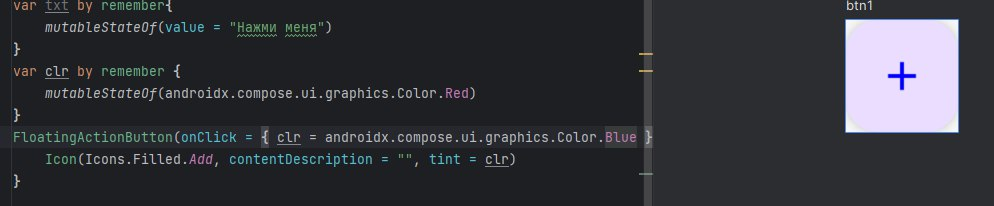 var txt by remember{
mutableStateOf(value = "Нажми меня")
}
var clr by remember {
mutableStateOf(androidx.compose.ui.graphics.Color.Red)
}
FloatingActionButton(onClick = { clr = androidx.compose.ui.graphics.Color.Blue }
Icon(Icons.Filled.Add, contentDescription = "", tint = clr)
}
btn1